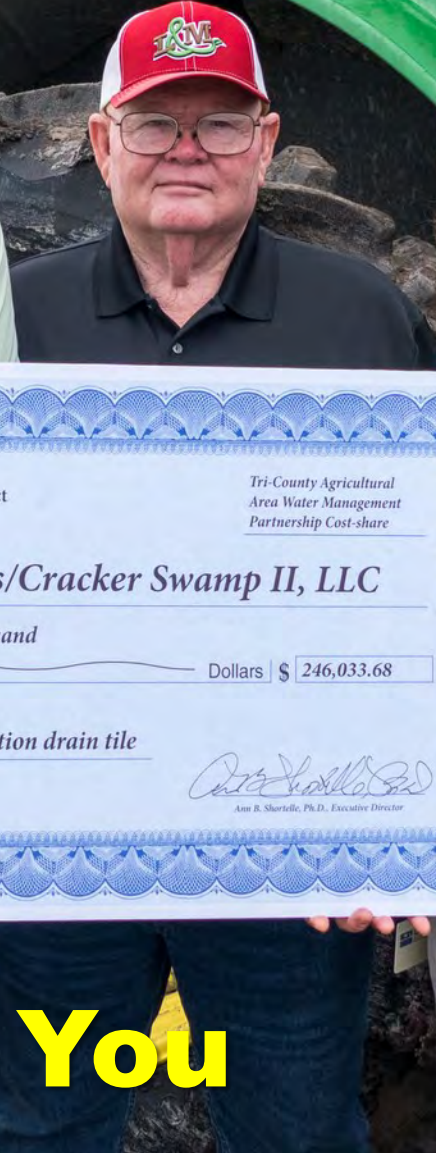 L&M
Tri-County Agricultural
Area Water Management
Partnership Cost-share
s/Cracker Swamp II, LLC
and
Dollars $ 246,033.68
tion drain tile
Ann B. Shortelle, Ph.D., Executive Director
You